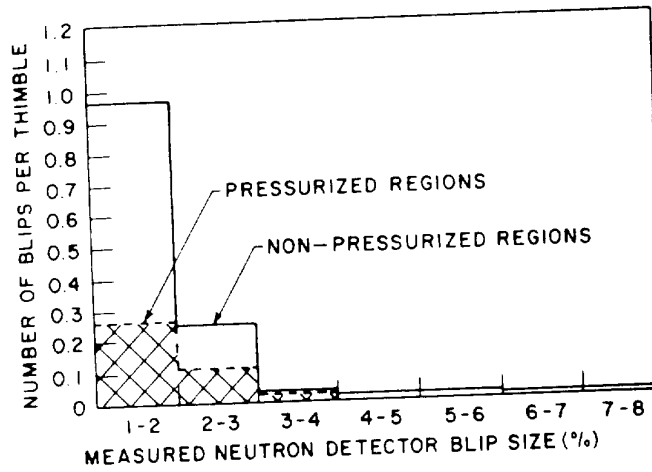 NUMBER OF BLIPS PER THIMBLE
1.2
1.1
1.0
0.9
0.8
0.7
0.6
0.5
0.4
0.3
0.2
0.1
0
PRESSURIZED REGIONS
NON-PRESSURIZED REGIONS
1-2 2-3 3-4 4-5 5-6 6-7 7-8
MEASURED NEUTRON DETECTOR BLIP SIZE (%)